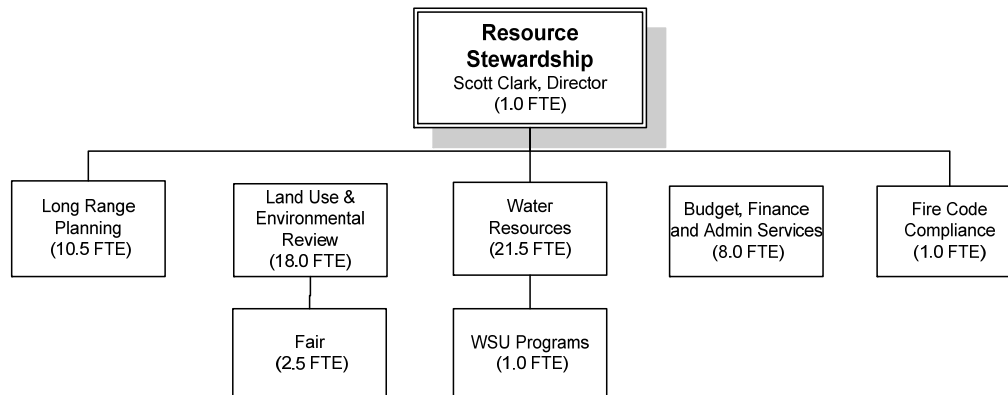 Resource
Stewardship
Scott Clark, Director
(1.0 FTE)
Long Range
Planning
(10.5 FTE)
Land Use &
Environmental
Review
(18.0 FTE)
Water
Resources
(21.5 FTE)
Budget, Finance
and Admin Services
(8.0 FTE)
Fire Code
Compliance
(1.0 FTE)
Fair
(2.5 FTE)
WSU Programs
(1.0 FTE)